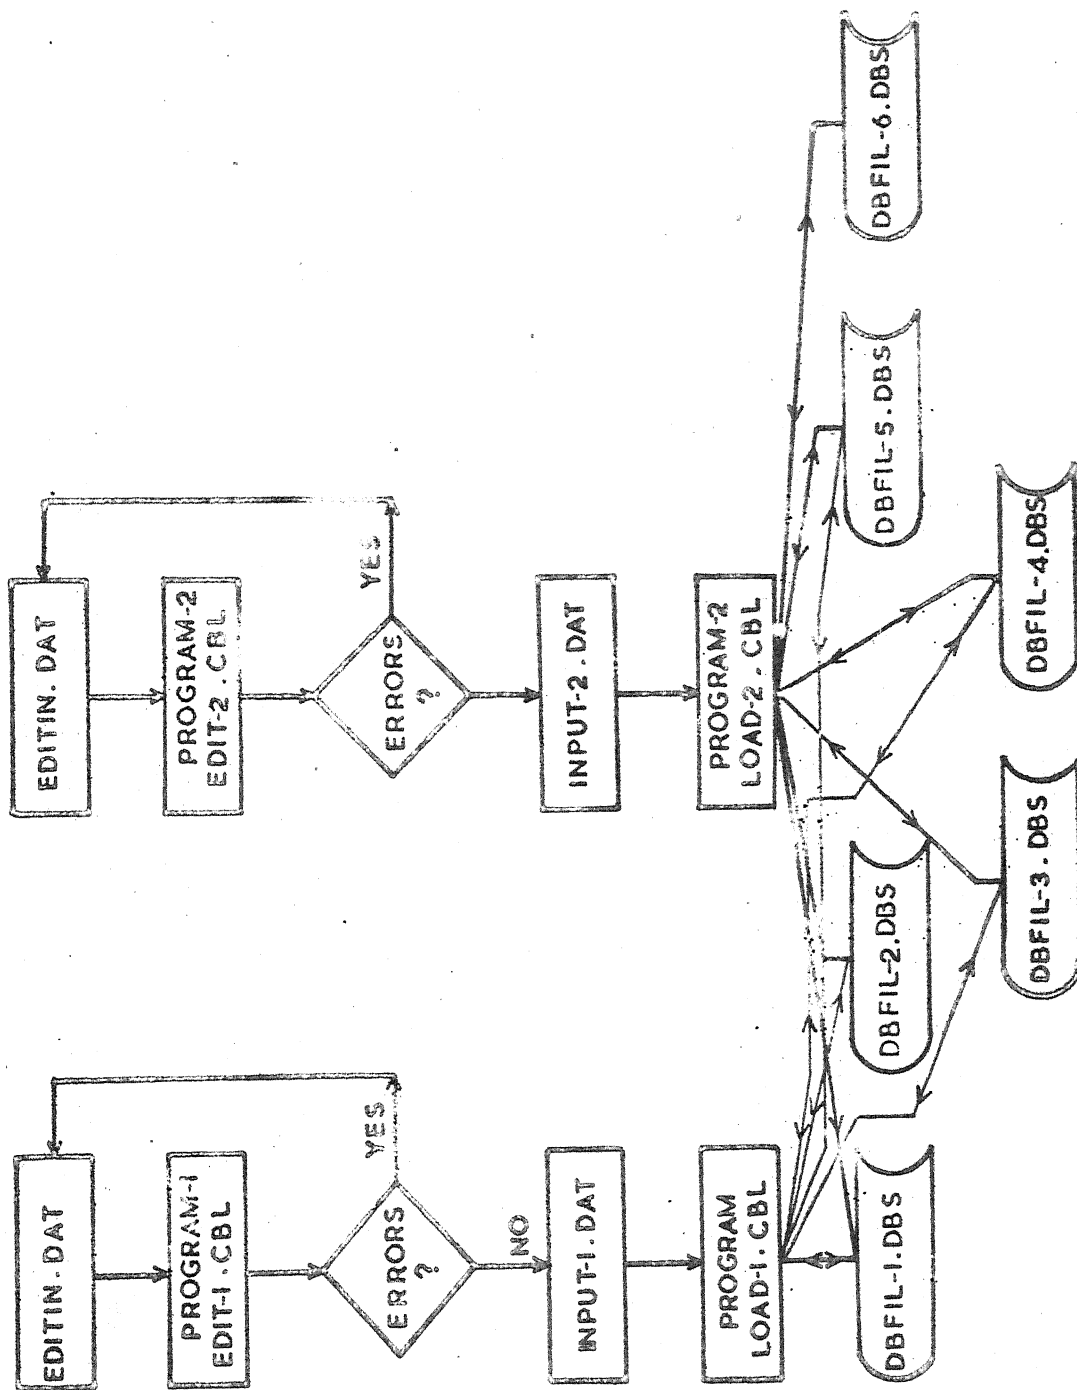 EDITIN.DAT
PROGRAM-1
EDIT-1.CBL
ERRORS
?
YES
NO
INPUT-1.DAT
PROGRAM
LOAD-1.CBL
EDITIN.DAT
PROGRAM-2
EDIT-2.CBL
ERRORS
?
YES
INPUT-2.DAT
PROGRAM-2
LOAD-2.CBL
DBFIL-1.DBS
DBFIL-2.DBS
DBFIL-3.DBS
DBFIL-4.DBS
DBFIL-5.DBS
DBFIL-6.DBS